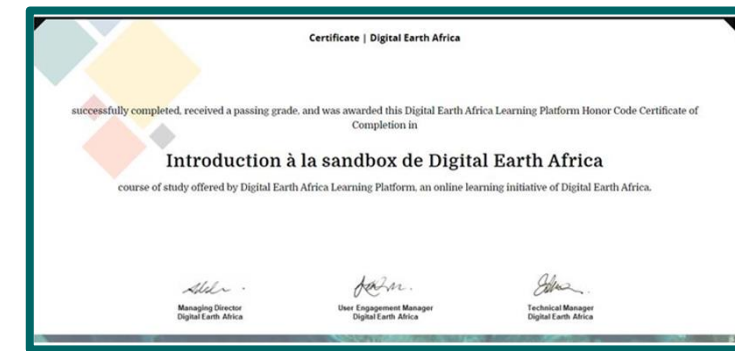 Certificate | Digital Earth Africa
successfully completed, received a passing grade, and was awarded this Digital Earth Africa Learning Platform Honor Code Certificate of
Completion in
Introduction à la sandbox de Digital Earth Africa
course of study offered by Digital Earth Africa Learning Platform, an online learning initiative of Digital Earth Africa.
Managing Director
Digital Earth Africa
User Engagement Manager
Digital Earth Africa
Technical Manager
Digital Earth Africa